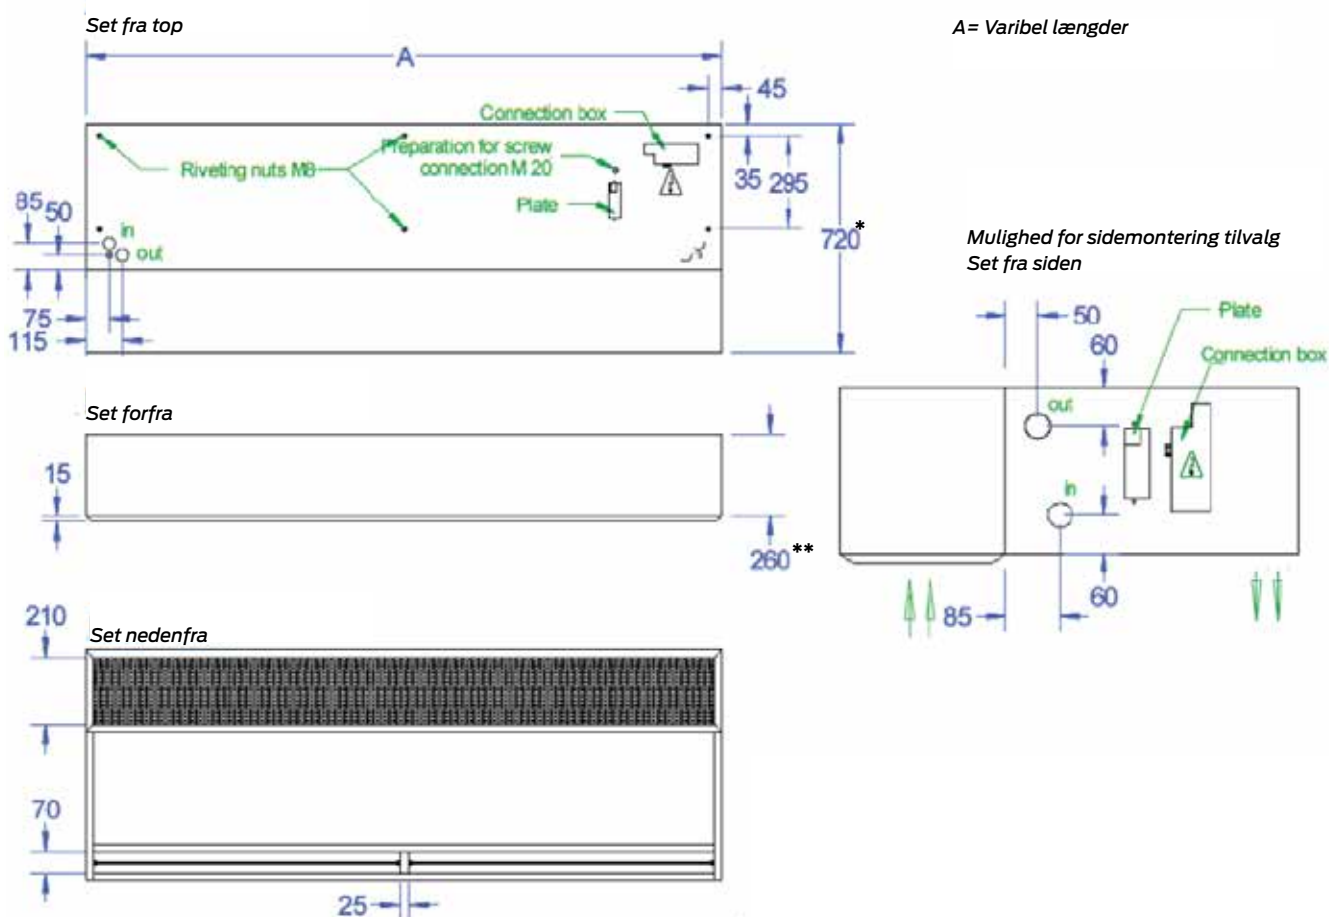 Set fra top
A= Varibel længder
A
45
Connection box
Preparation for screw
connection M 20
Riveting nuts M8
Plate
35
295
85
50
in
out
720*
75
115
Mulighed for sidemontering tilvalg
Set fra siden
50
Plate
60
Connection box
out
in
85
60
Set forfra
15
260**
210
Set nedenfra
70
25